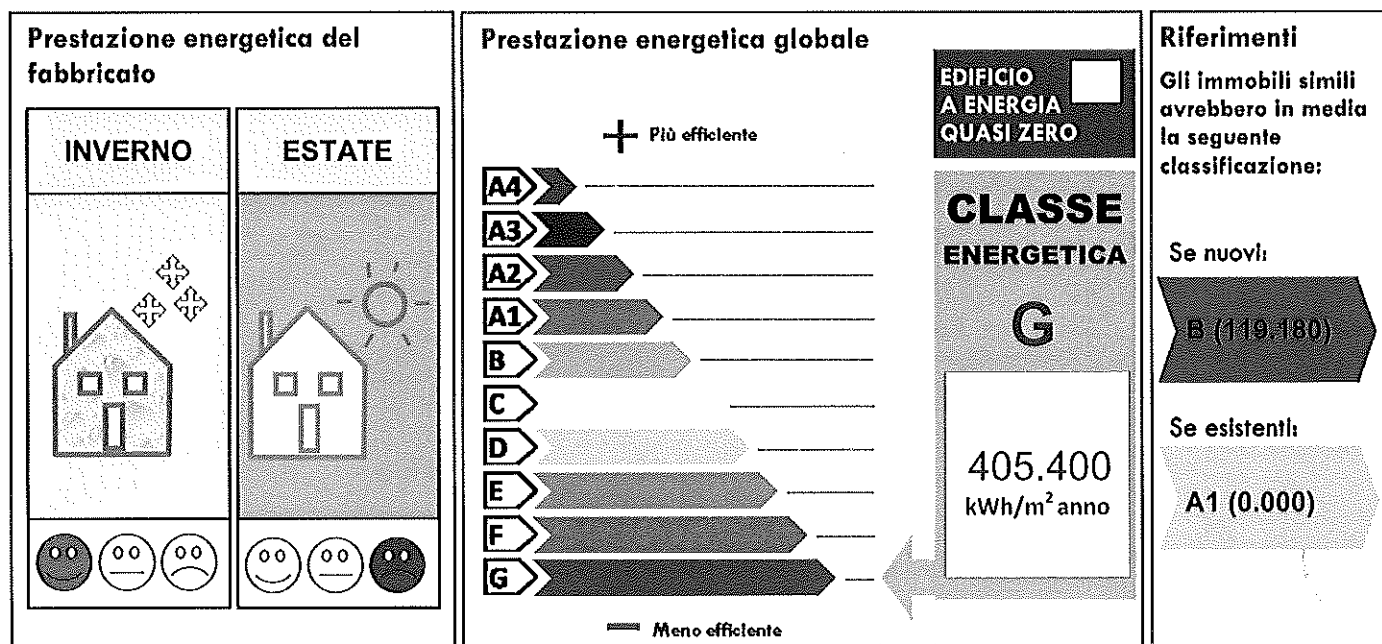 Prestazione energetica del
fabbricato
INVERNO
ESTATE
Prestazione energetica globale
EDIFICIO
A ENERGIA
QUASI ZERO
+ Più efficiente
A4
A3
A2
A1
B
C
D
E
F
G
— Meno efficiente
CLASSE
ENERGETICA
G
405.400
kWh/m² anno
Riferimenti
Gli immobili simili
avrebbero in media
la seguente
classificazione:
Se nuovi:
B (119.180)
Se esistenti:
A1 (0.000)